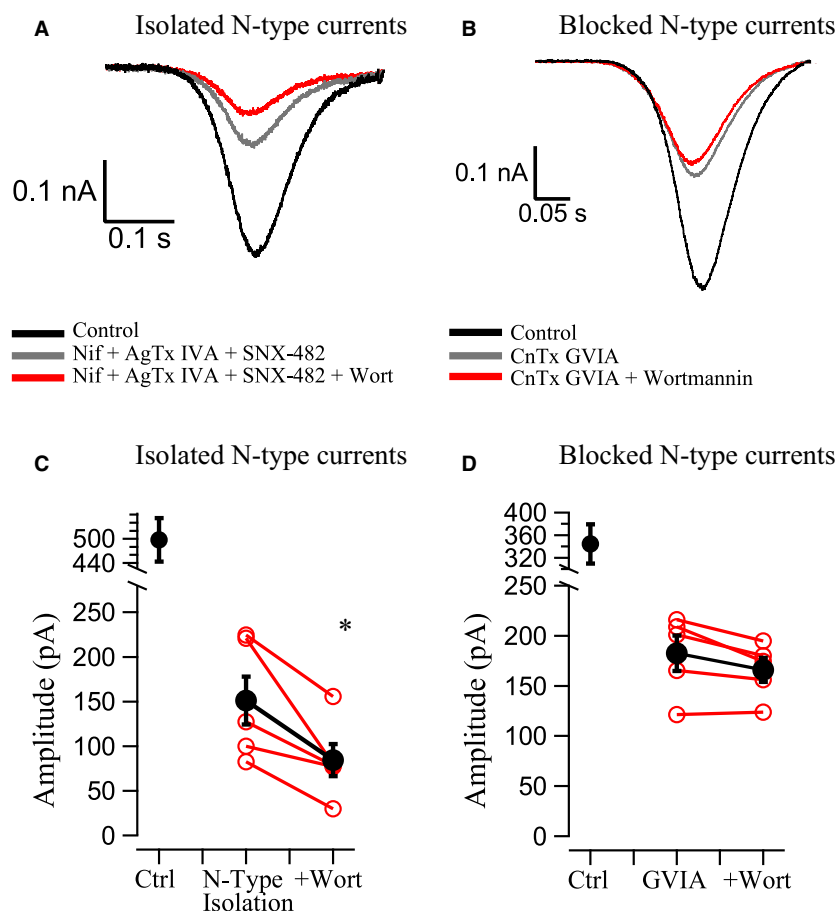 A
Isolated N-type currents
B
Blocked N-type currents
0.1 nA
0.1 s
0.1 nA
0.05 s
Control
Nif + AgTx IVA + SNX-482
Nif + AgTx IVA + SNX-482 + Wort
Control
CnTx GVIA
CnTx GVIA + Wortmannin
C
Isolated N-type currents
D
Blocked N-type currents
Amplitude (pA)
500
440
250
200
150
100
50
0
*
Ctrl
N-Type
Isolation
+Wort
Amplitude (pA)
400
360
320
250
200
150
100
50
0
Ctrl
GVIA
+Wort